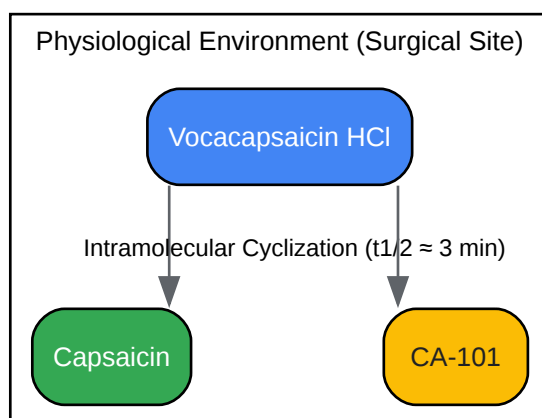 Physiological Environment (Surgical Site)
Vocacapsaicin HCl
Intramolecular Cyclization (t1/2 ≈ 3 min)
Capsaicin
CA-101